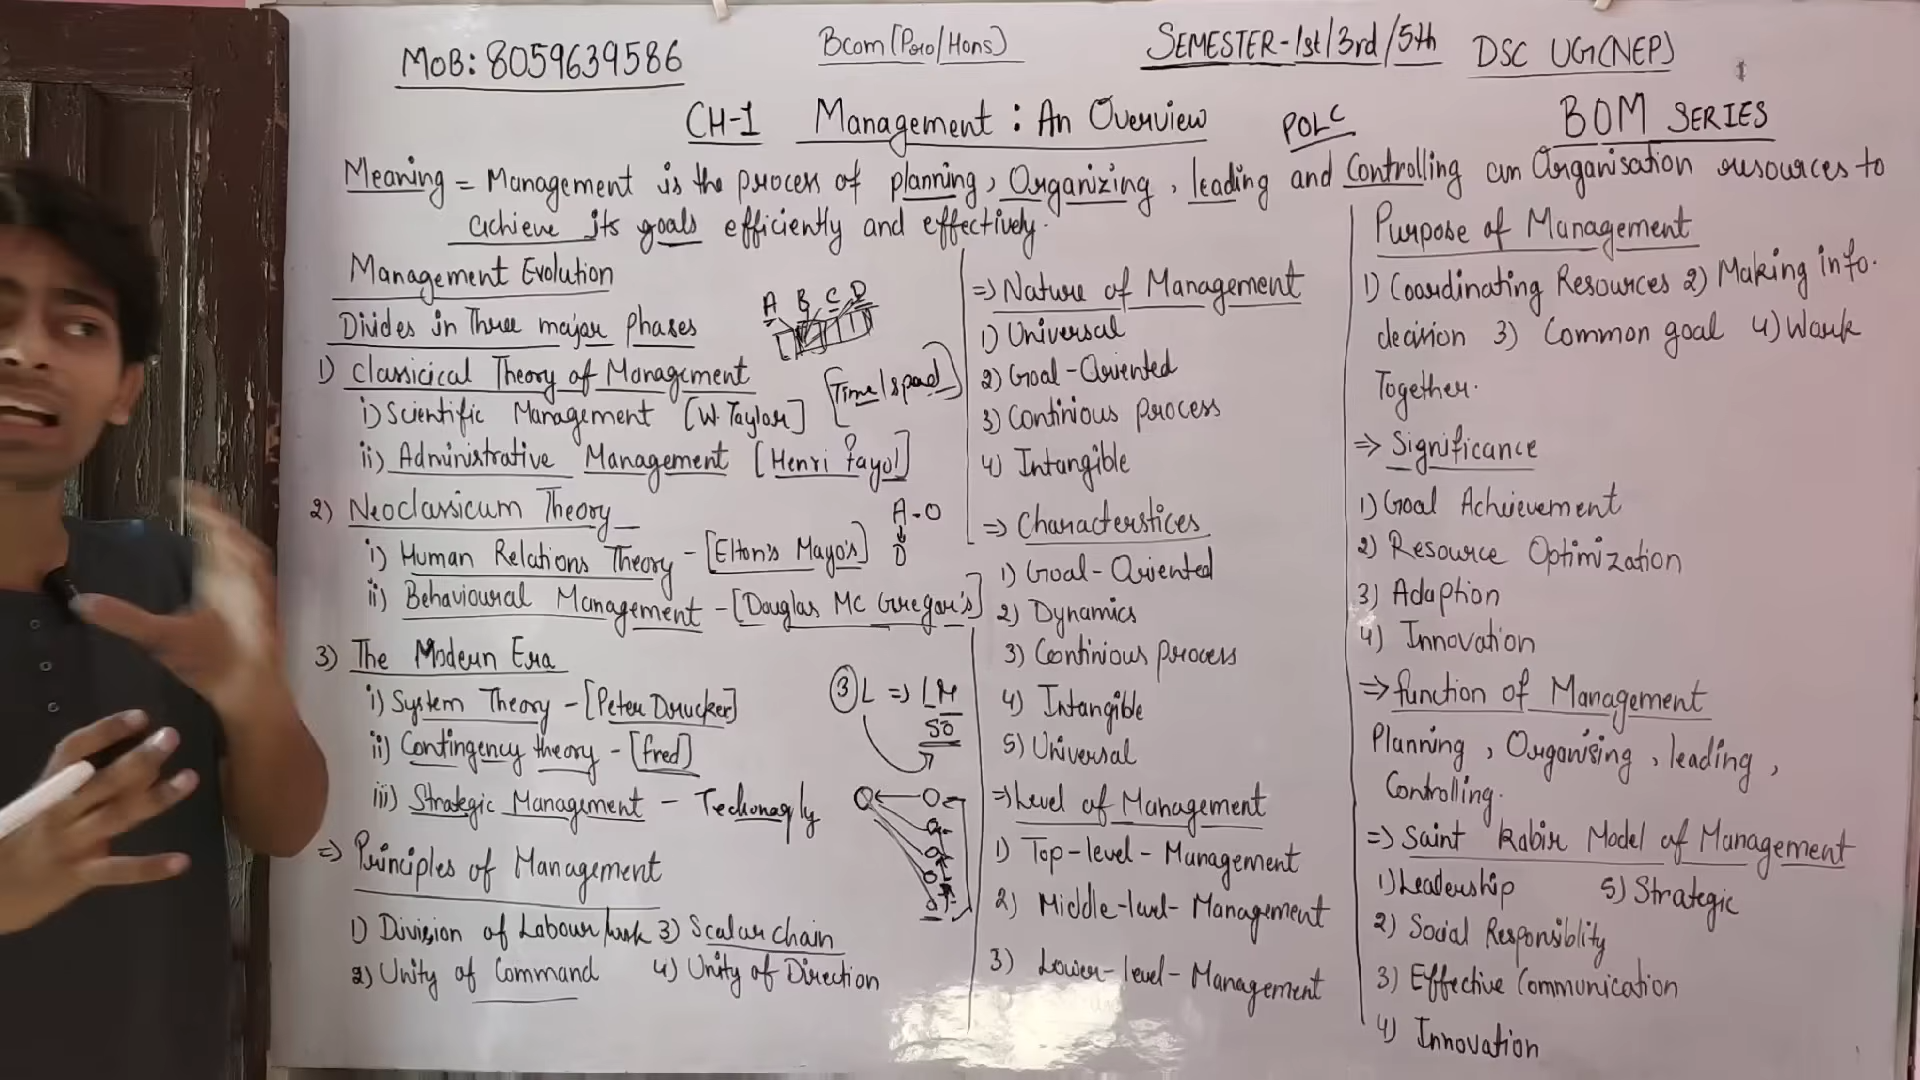 MOB: 8059639586
Bcom (Pro/Hons)
SEMESTER-1st/3rd/5th
DSC UG(NEP)
CH-1 Management : An Overview
POLC
BOM SERIES
Meaning = Management is the process of planning, Organizing, leading and Controlling an Organisation resources to
achieve its goals efficiently and effectively.
Management Evolution
Divides in Three major phases
A B C D
1) Classicical Theory of Management
[Time/spead]
i) Scientific Management [W. Taylor]
ii) Administrative Management [Henri fayol]
2) Neoclassicum Theory
A-O
D
i) Human Relations Theory - [Elton's Mayo's]
ii) Behavioural Management - [Douglas MC Gregor's]
3) The Modern Era
i) System Theory - [Peter Drucker]
3 L => LM
50
ii) Contingency theory - [fred]
iii) Strategic Management - Techonogly
=> Principles of Management
1) Division of Labour/work 3) Scalar chain
2) Unity of Command 4) Unity of Direction
=> Nature of Management
1) Universal
2) Goal-Oriented
3) Continious process
4) Intangible
=> Characterstices
1) Goal-Oriented
2) Dynamics
3) Continious process
4) Intangible
5) Universal
=> Level of Management
1) Top-level-Management
2) Middle-level-Management
3) Lower-level-Management
Purpose of Management
1) Coordinating Resources 2) Making info.
decision 3) Common goal 4) Work
Together.
=> Significance
1) Goal Achievement
2) Resource Optimization
3) Adaption
4) Innovation
=> function of Management
Planning, Organising, leading,
Controlling.
=> Saint Kabir Model of Management
1) Leadership 5) Strategic
2) Social Responsiblity
3) Effective Communication
4) Innovation